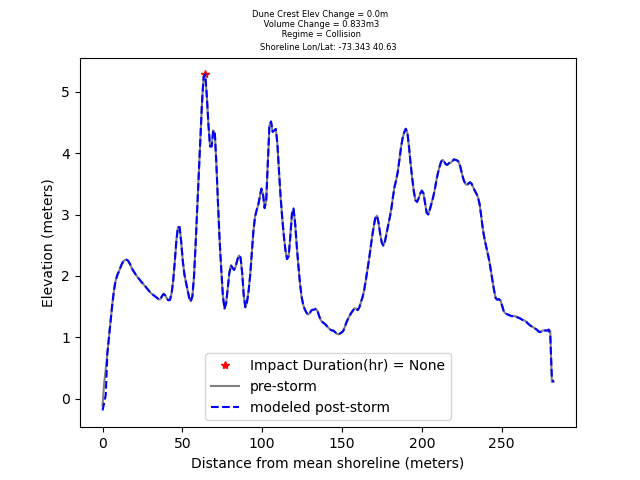 Dune Crest Elev Change = 0.0m
Volume Change = 0.833m3
Regime = Collision
Shoreline Lon/Lat: -73.343 40.63
Elevation (meters)
5
4
3
2
1
0
Impact Duration(hr) = None
pre-storm
modeled post-storm
0 50 100 150 200 250
Distance from mean shoreline (meters)